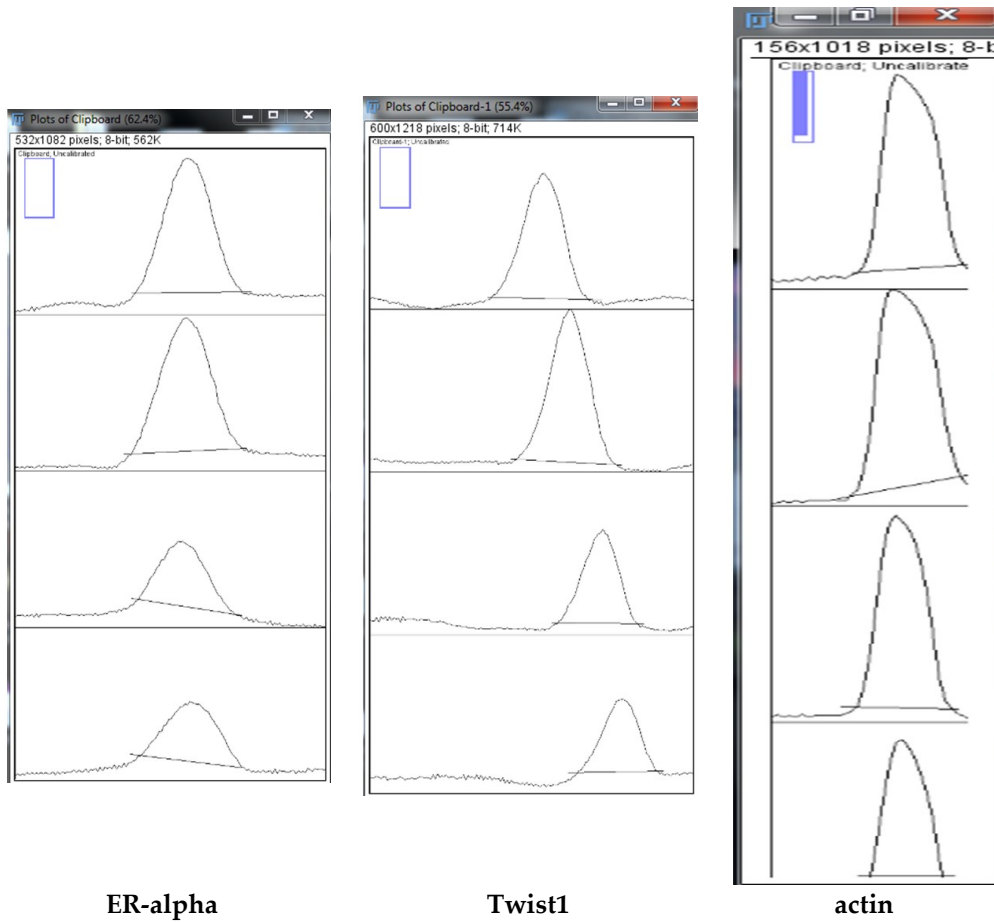 Plots of Clipboard (62.4%)
532x1082 pixels; 8-bit; 562K
Clipboard; Uncalibrated
Plots of Clipboard-1 (55.4%)
600x1218 pixels; 8-bit; 714K
Clipboard-1; Uncalibrated
156x1018 pixels; 8-b
Clipboard; Uncalibrate
ER-alpha
Twist1
actin